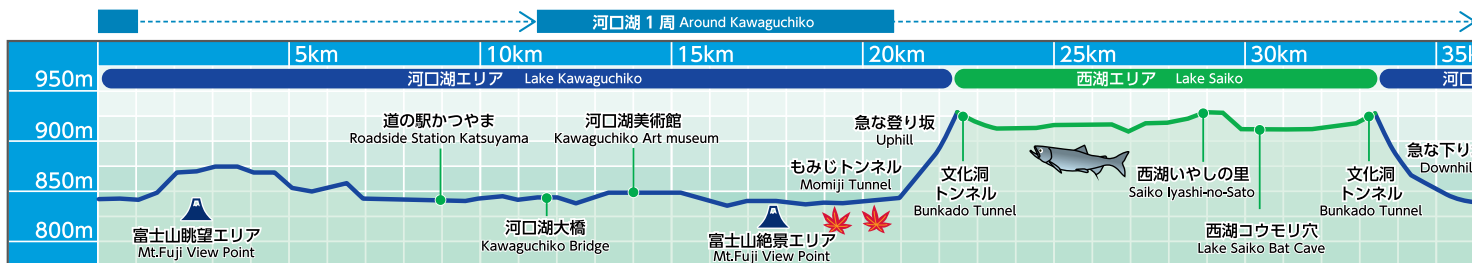 河口湖1周 Around Kawaguchiko
5km 10km 15km 20km 25km 30km 35k
950m
900m
850m
800m
河口湖エリア Lake Kawaguchiko
西湖エリア Lake Saiko
河口
富士山眺望エリア
Mt.Fuji View Point
道の駅かつやま
Roadside Station Katsuyama
河口湖大橋
Kawaguchiko Bridge
河口湖美術館
Kawaguchiko Art museum
富士山絶景エリア
Mt.Fuji View Point
もみじトンネル
Momiji Tunnel
急な登り坂
Uphill
文化洞
トンネル
Bunkado Tunnel
西湖いやしの里
Saiko Iyashi-no-Sato
西湖コウモリ穴
Lake Saiko Bat Cave
文化洞
トンネル
Bunkado Tunnel
急な下り
Downhil